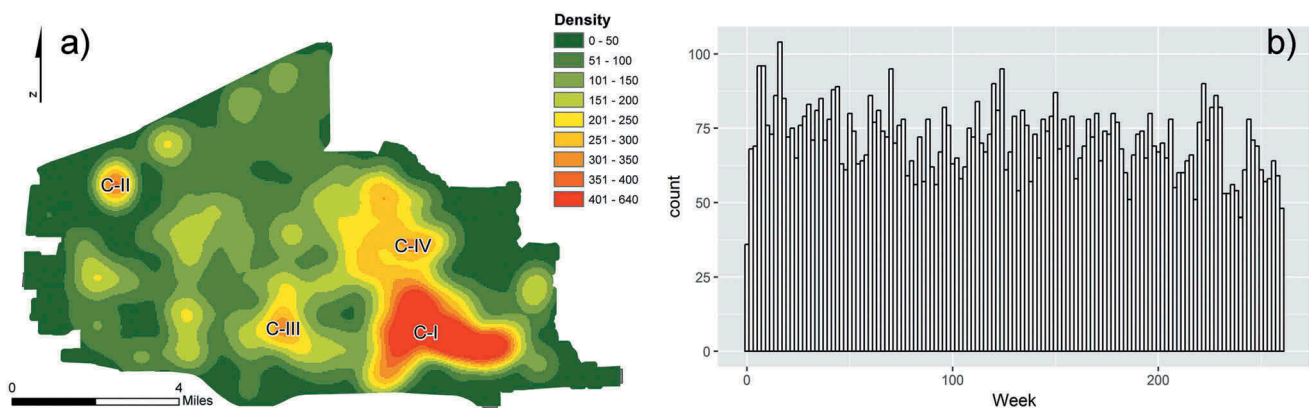 a)
N
Density
0 - 50
51 - 100
101 - 150
151 - 200
201 - 250
251 - 300
301 - 350
351 - 400
401 - 640
C-II
C-IV
C-III
C-I
0 4
Miles
b)
100
75
50
25
0
count
0 100 200
Week